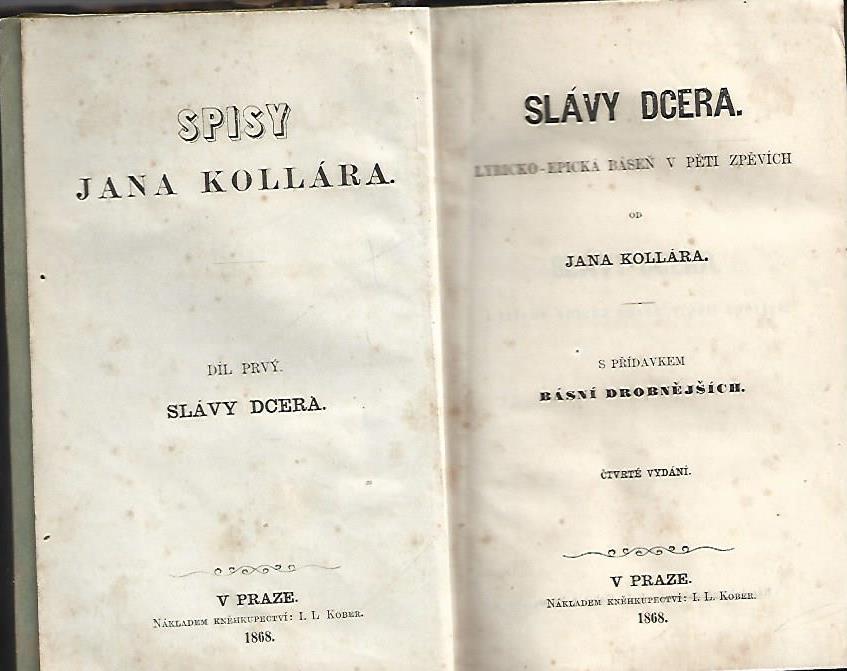 SPISY
JANA KOLLÁRA.
DÍL PRVÝ.
SLÁVY DCERA.
V PRAZE.
NÁKLADEM KNĚHKUPECTVÍ: I. L KOBER.
1868.
SLÁVY DCERA.
LYRICKO-EPICKÁ BÁSEŇ V PĚTI ZPĚVÍCH
OD
JANA KOLLÁRA.
S PŘÍDAVKEM
BÁSNÍ DROBNĚJŠÍCH.
ČTVRTÉ VYDÁNÍ.
V PRAZE.
NÁKLADEM KNĚHKUPECTVÍ: I. L. KOBER.
1868.